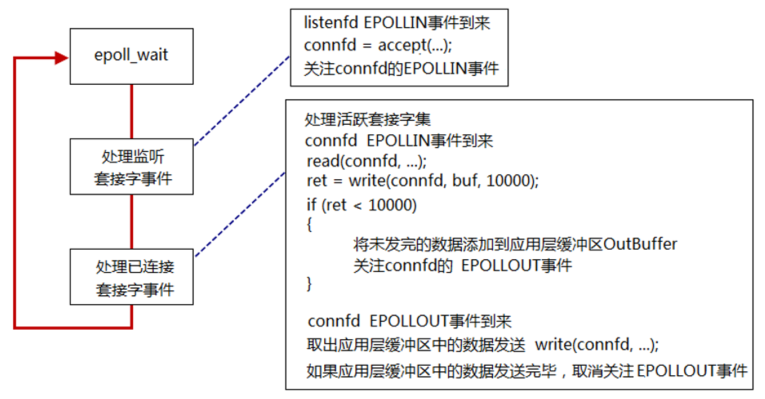 epoll_wait
处理监听
套接字事件
处理已连接
套接字事件
listenfd EPOLLIN事件到来
connfd = accept(...);
关注connfd的EPOLLIN事件
处理活跃套接字集
connfd EPOLLIN事件到来
read(connfd, ...);
ret = write(connfd, buf, 10000);
if (ret < 10000)
{
将未发完的数据添加到应用层缓冲区OutBuffer
关注connfd的 EPOLLOUT事件
}
connfd EPOLLOUT事件到来
取出应用层缓冲区中的数据发送 write(connfd, ...);
如果应用层缓冲区中的数据发送完毕，取消关注EPOLLOUT事件